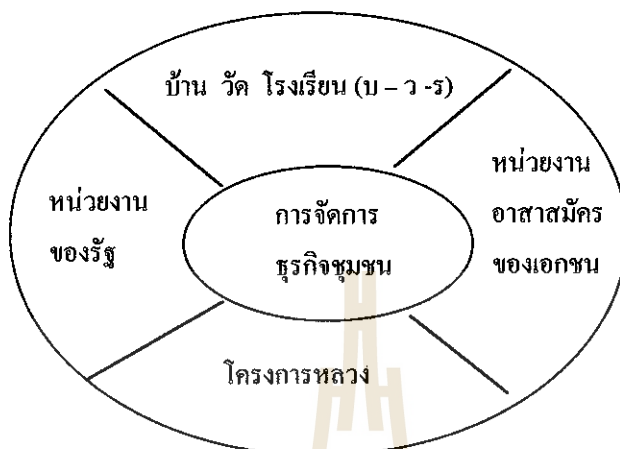 บ้าน วัด โรงเรียน (บ – ว -ร)
หน่วยงาน
ของรัฐ
การจัดการ
ธุรกิจชุมชน
หน่วยงาน
อาสาสมัคร
ของเอกชน
โครงการหลวง